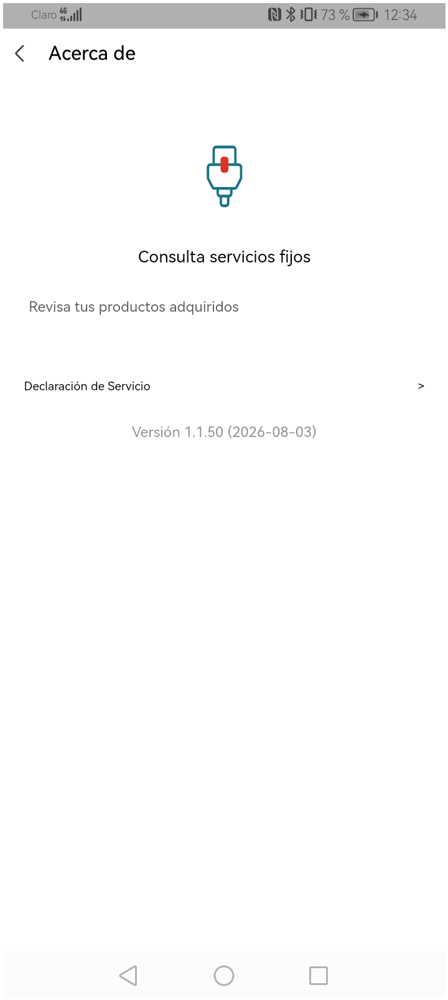 Claro 4G 73 % 12:34
Acerca de
Consulta servicios fijos
Revisa tus productos adquiridos
Declaración de Servicio >
Versión 1.1.50 (2026-08-03)